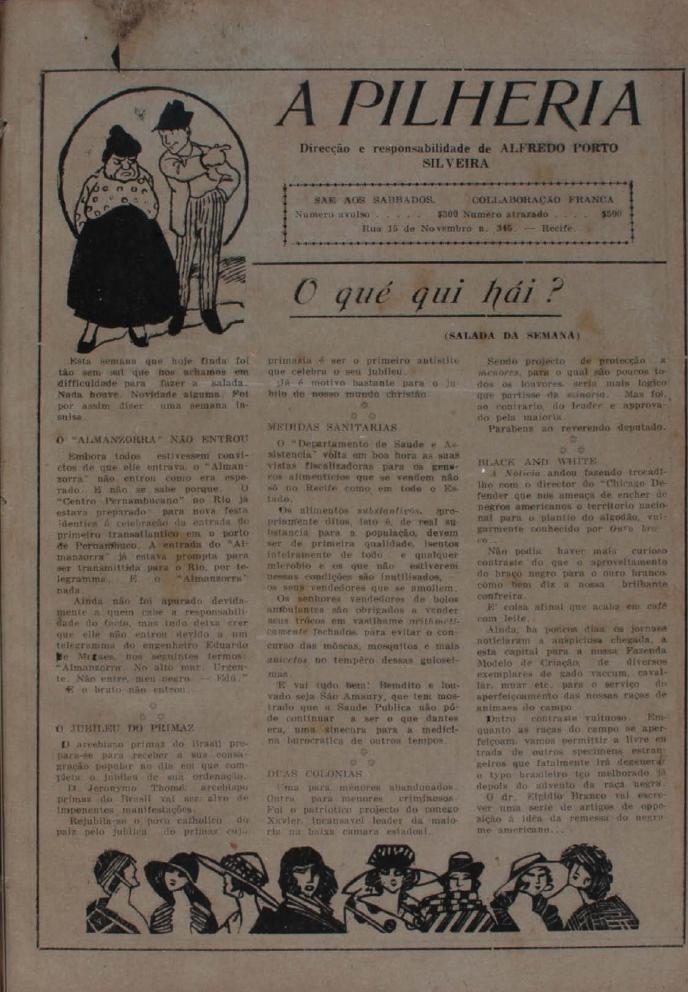 A PILHERIA
Direcção e responsabilidade de ALFREDO PORTO
SILVEIRA
SAE AOS SABBADOS. COLLABORAÇÃO FRANCA
Numero avulso . . . . . $300 Numero atrazado . . . . $500
Rua 15 de Novembro n. 346. — Recife.
O qué qui hái ?
(SALADA DA SEMANA)
Esta semana que hoje finda foi
tão sem sal que nos achamos em
difficuldade para fazer a salada.
Nada houve. Novidade alguma. Foi
por assim dizer uma semana in-
suisa.
O "ALMANZORRA" NÃO ENTROU
Embora todos estivessem convi-
ctos de que elle entrava, o "Alman-
zorra" não entrou como era espe-
rado. E não se sabe porque. O
"Centro Pernambucano" no Rio já
estava preparado para nova festa
identica á celebração da entrada do
primeiro transatlantico em o porto
de Pernambuco. A entrada do "Al-
manzorra" já estava prompta para
ser transmittida para o Rio, por te-
legramma. E o "Almanzorra"
nada.
Ainda não foi apurado devida-
mente a quem cabe a responsabili-
dade do facto, mas tudo deixa crer
que elle não entrou devido a um
telegramma do engenheiro Eduardo
de Moraes, nos seguintes termos:
"Almanzorra. No alto mar. Urgen-
te. Não entre, meu negro. — Edú."
E o bruto não entrou.
O JUBILEU DO PRIMAZ
O arcebispo primaz do Brasil pre-
para-se para receber a sua consa-
gração popular no dia em que com-
pleta o jubileu de sua ordenação.
D. Jeronymo Thomé, arcebispo
primaz do Brasil vai ser alvo de
imponentes manifestações.
Rejubila-se o povo catholico do
paiz pelo jubileu do primaz cuja
primazia é ser o primeiro antistite
que celebra o seu jubileu.
Já é motivo bastante para o ju-
bilo do nosso mundo christão
MEDIDAS SANITARIAS
O "Departamento de Saude e As-
sistencia" volta em boa hora as suas
vistas fiscalizadoras para os gene-
ros alimenticios que se vendem não
só no Recife como em todo o Es-
tado.
Os alimentos substantivos, pro-
priamente ditos, isto é, de real su-
bstancia para a população, devem
ser de primeira qualidade, isentos
inteiramente de todo e qualquer
microbio e os que não estiverem
nessas condições são inutilisados,
os seus vendedores que se amollem.
Os senhores vendedores de bolos
ambulantes são obrigados a vender
seus trócos em vasilhame arithmeti-
camente fechados, para evitar o con-
curso das môscas, mosquitos e mais
anicetos no tempêro dessas gulosei-
mas.
E vai tudo bem! Bendito e lou-
vado seja São Amaury, que tem mos-
trado que a Saude Publica não pó-
de continuar a ser o que dantes
era, uma sinecura para a medici-
na burocratica de outros tempos.
DUAS COLONIAS
Uma para menores abandonados.
Outra para menores criminosos.
Foi o patriotico projecto do conego
Xavier, incansavel leader da maio-
ria na baixa camara estadoal.
Sendo projecto de protecção a
menores, para o qual são poucos to-
dos os louvores, seria mais logico
que partisse da minoria. Mas foi,
ao contrario, do leader e approva-
do pela maioria.
Parabens ao reverendo deputado.
BLACK AND WHITE
A Noticia andou fazendo trocadi-
lho com o director do "Chicago De-
fender que nos ameaça de encher de
negros americanos o territorio nacio-
nal para o plantio do algodão, vul-
garmente conhecido por Ouro bran-
co...
Não podia haver mais curioso
contraste do que o aproveitamento
do braço negro para o ouro branco,
como bem diz a nossa brilhante
confreira.
E' coisa afinal que acaba em café
com leite.
Ainda ha poucos dias os jornaes
noticiaram a auspiciosa chegada, a
esta capital para a nossa Fazenda
Modelo de Criação, de diversos
exemplares de gado vaccum, caval-
lar, muar etc. para o serviço do
aperfeiçoamento das nossas raças de
animaes do campo
Outro contraste vultuoso. Em-
quanto as raças do campo se aper-
feiçoam, vamos permittir a livre en-
trada de outros specimens estran-
geiros que fatalmente irá degenerar
o typo brasileiro tço melhorado já
depois do advento da raça negra.
O dr. Elpidio Branco vai escre-
ver uma serie de artigos de oppo-
sição á idéa da remessa do negro-
me americano...